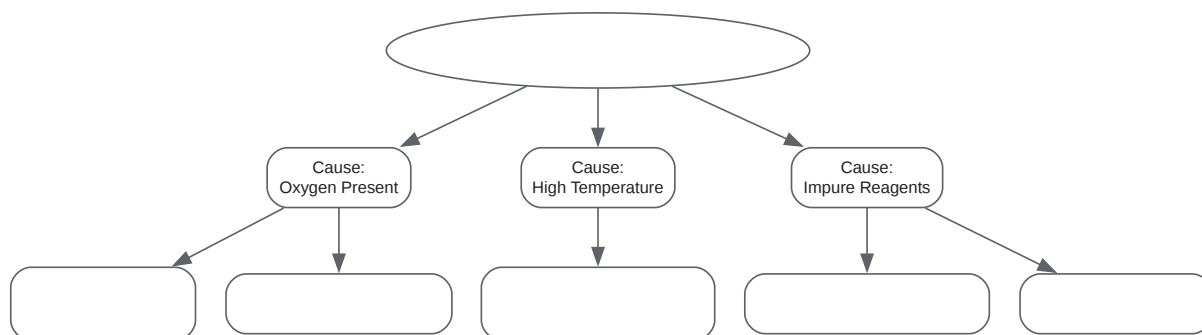 Cause:
Oxygen Present
Cause:
High Temperature
Cause:
Impure Reagents